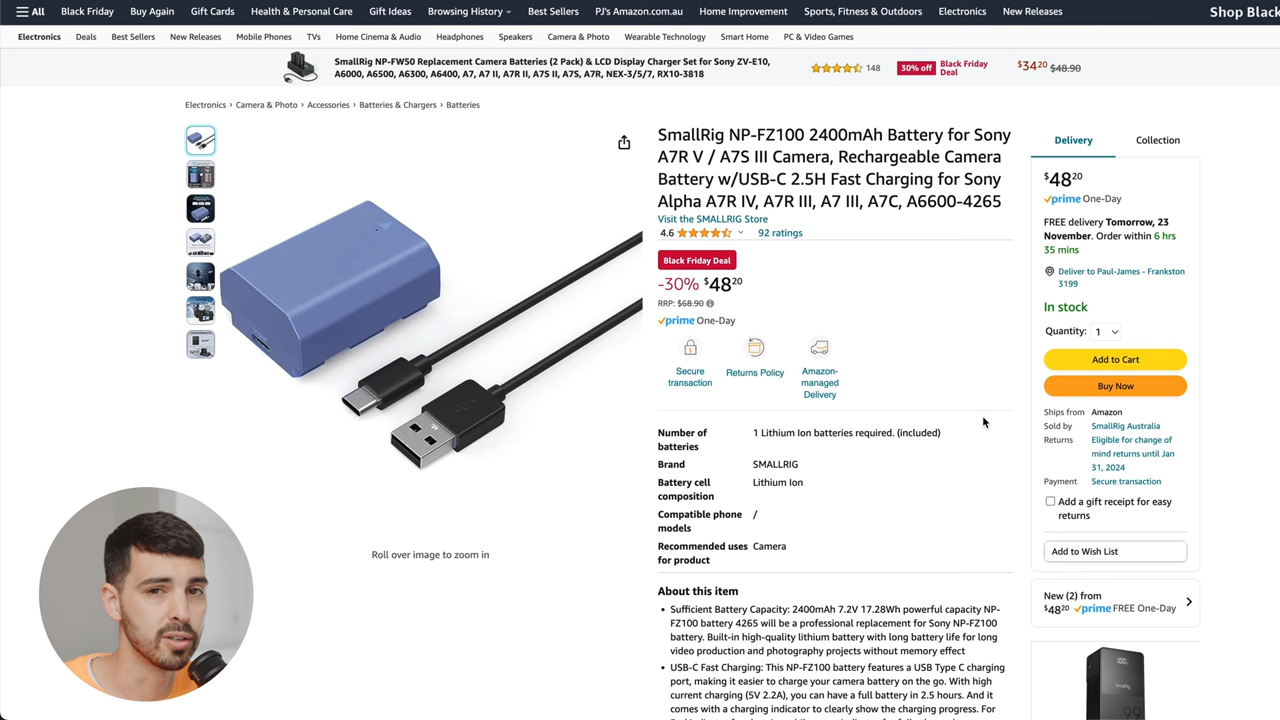 All
Black Friday
Buy Again
Gift Cards
Health & Personal Care
Gift Ideas
Browsing History
Best Sellers
PJ's Amazon.com.au
Home Improvement
Sports, Fitness & Outdoors
Electronics
New Releases
Shop Black
Electronics
Deals
Best Sellers
New Releases
Mobile Phones
TVs
Home Cinema & Audio
Headphones
Speakers
Camera & Photo
Wearable Technology
Smart Home
PC & Video Games
SmallRig NP-FW50 Replacement Camera Batteries (2 Pack) & LCD Display Charger Set for Sony ZV-E10,
A6000, A6500, A6300, A6400, A7, A7 II, A7R II, A7S II, A7S, A7R, NEX-3/5/7, RX10-3818
148
30% off
Black Friday
Deal
$3420 $48.90
Electronics › Camera & Photo › Accessories › Batteries & Chargers › Batteries
SmallRig NP-FZ100 2400mAh Battery for Sony
A7R V / A7S III Camera, Rechargeable Camera
Battery w/USB-C 2.5H Fast Charging for Sony
Alpha A7R IV, A7R III, A7 III, A7C, A6600-4265
Visit the SMALLRIG Store
4.6
92 ratings
Black Friday Deal
-30% $4820
RRP: $68.90
prime One-Day
Secure
transaction
Returns Policy
Amazon-
managed
Delivery
Number of
batteries
1 Lithium Ion batteries required. (included)
Brand
SMALLRIG
Battery cell
composition
Lithium Ion
Compatible phone
models
/
Recommended uses
for product
Camera
About this item
• Sufficient Battery Capacity: 2400mAh 7.2V 17.28Wh powerful capacity NP-
FZ100 battery 4265 will be a professional replacement for Sony NP-FZ100
battery. Built-in high-quality lithium battery with long battery life for long
video production and photography projects without memory effect
• USB-C Fast Charging: This NP-FZ100 battery features a USB Type C charging
port, making it easier to charge your camera battery on the go. With high
current charging (5V 2.2A), you can have a full battery in 2.5 hours. And it
comes with a charging indicator to clearly show the charging progress. For
Roll over image to zoom in
Delivery
Collection
$4820
prime One-Day
FREE delivery Tomorrow, 23
November. Order within 6 hrs
35 mins
Deliver to Paul-James - Frankston
3199
In stock
Quantity: 1
Add to Cart
Buy Now
Ships from
Amazon
Sold by
SmallRig Australia
Returns
Eligible for change of
mind returns until Jan
31, 2024
Payment
Secure transaction
Add a gift receipt for easy
returns
Add to Wish List
New (2) from
$4820 prime FREE One-Day
SmallRig